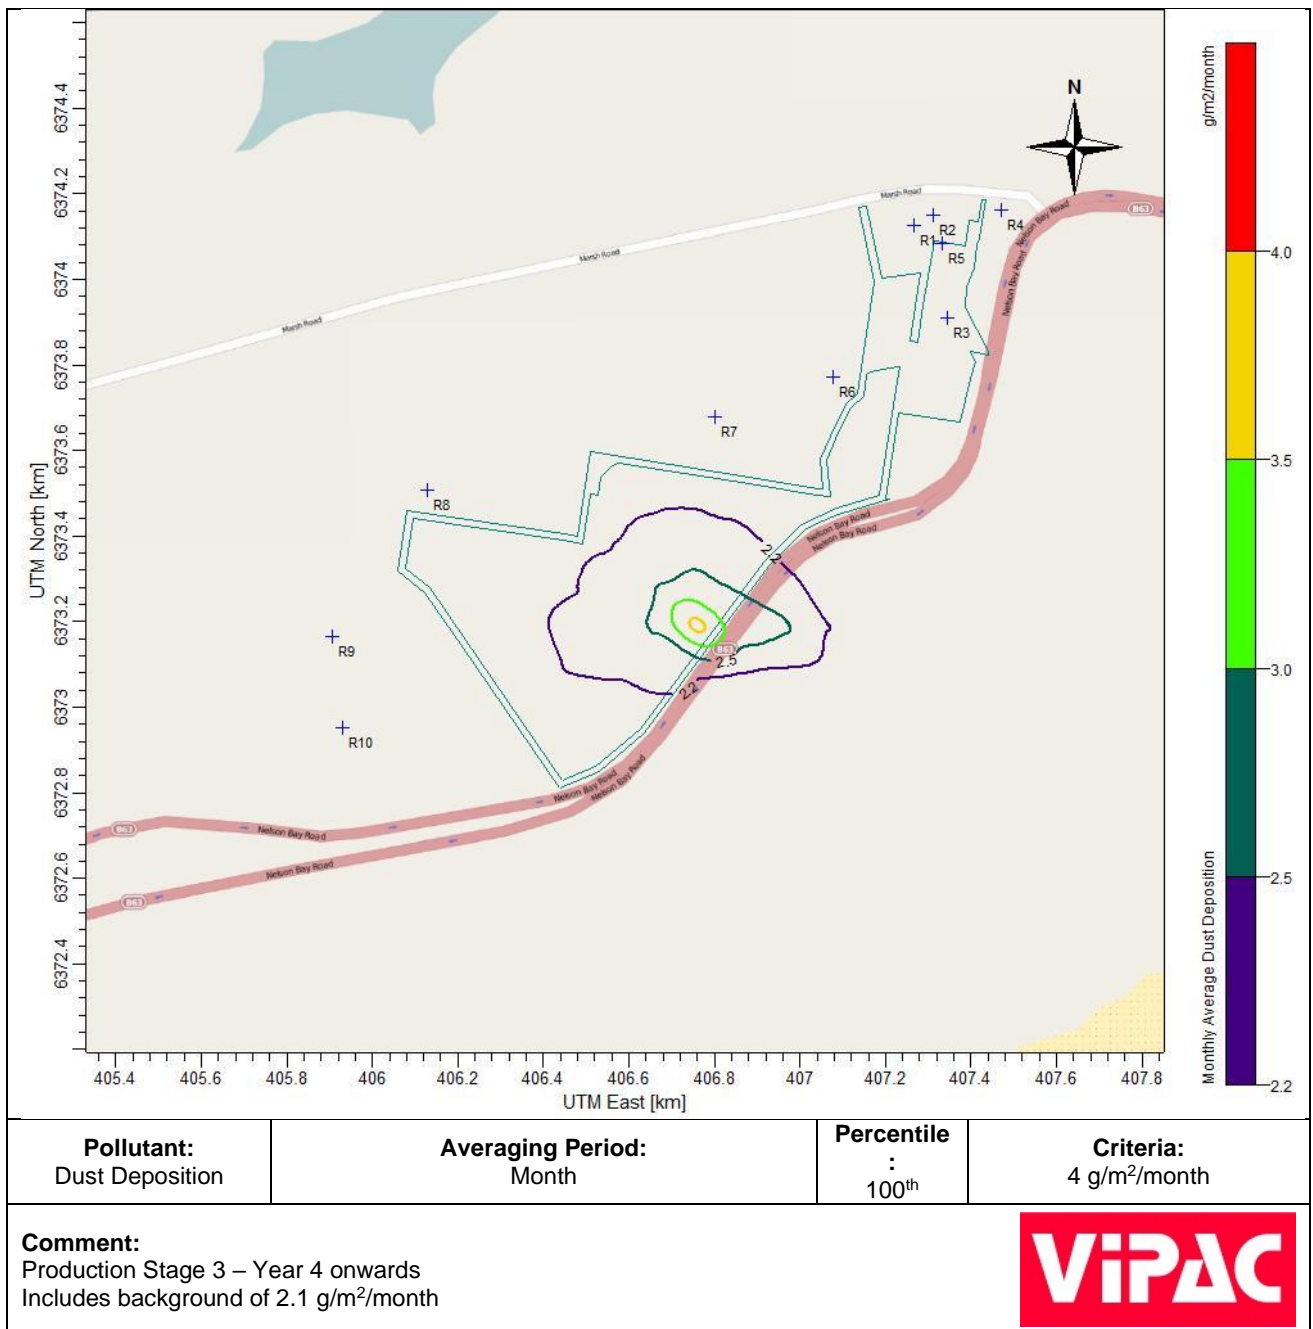 N
g/m2/month
4.0
3.5
3.0
2.5
2.2
Monthly Average Dust Deposition
UTM North [km]
6374.4
6374.2
6374
6373.8
6373.6
6373.4
6373.2
6373
6372.8
6372.6
6372.4
Marsh Road
Marsh Road
Marsh Road
Nelson Bay Road
B63
Nelson Bay Road
R1
R2
R4
R5
R3
R6
R7
R8
R9
R10
Nelson Bay Road
Nelson Bay Road
2.2
B63
2.5
2.2
Nelson Bay Road
Nelson Bay Road
B63
Nelson Bay Road
Nelson Bay Road
B63
405.4 405.6 405.8 406 406.2 406.4 406.6 406.8 407 407.2 407.4 407.6 407.8
UTM East [km]
Pollutant:
Dust Deposition
Averaging Period:
Month
Percentile
:
100th
Criteria:
4 g/m²/month
Comment:
Production Stage 3 – Year 4 onwards
Includes background of 2.1 g/m²/month
ViPAC